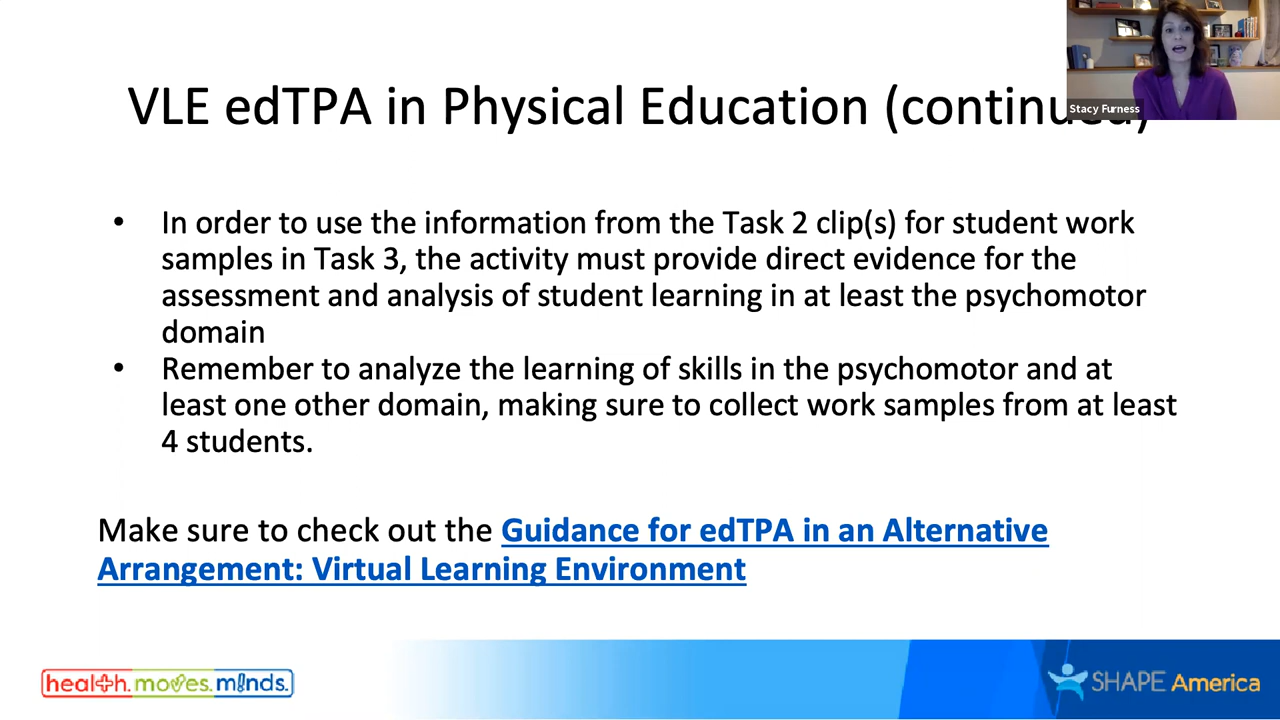 Stacy Furness
VLE edTPA in Physical Education (continued)
• In order to use the information from the Task 2 clip(s) for student work
samples in Task 3, the activity must provide direct evidence for the
assessment and analysis of student learning in at least the psychomotor
domain
• Remember to analyze the learning of skills in the psychomotor and at
least one other domain, making sure to collect work samples from at least
4 students.
Make sure to check out the Guidance for edTPA in an Alternative
Arrangement: Virtual Learning Environment
health.moves.minds.
SHAPE America